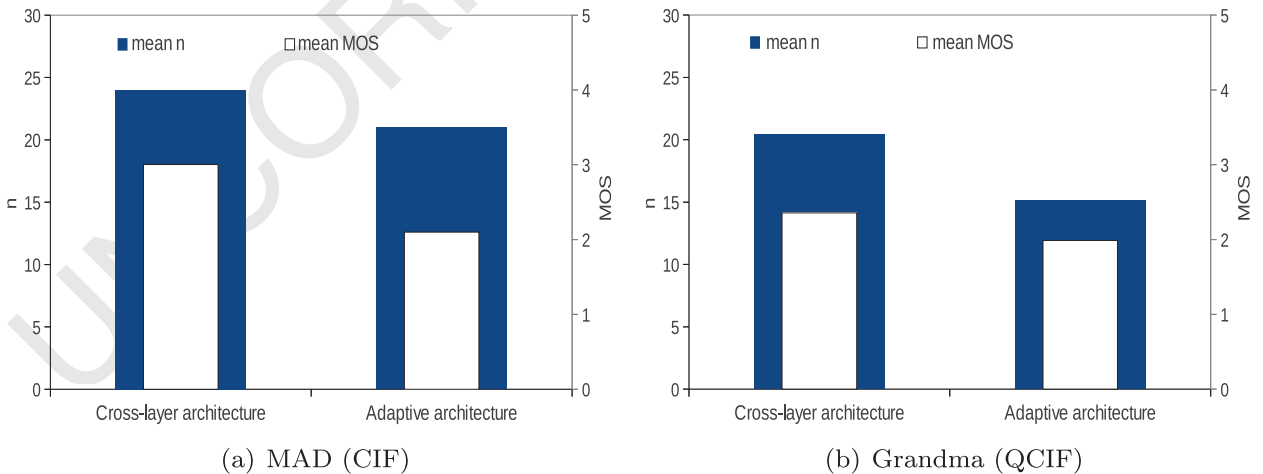 30
25
20
15
10
5
0
n
mean n
mean MOS
5
4
3
2
1
0
MOS
Cross-layer architecture
Adaptive architecture
(a) MAD (CIF)
30
25
20
15
10
5
0
n
mean n
mean MOS
5
4
3
2
1
0
MOS
Cross-layer architecture
Adaptive architecture
(b) Grandma (QCIF)